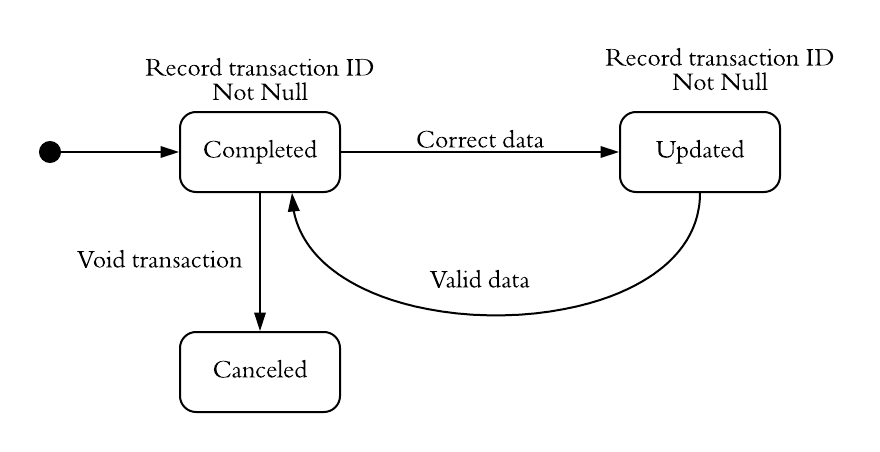 Record transaction ID
Not Null
Record transaction ID
Not Null
Completed
Correct data
Updated
Void transaction
Valid data
Canceled